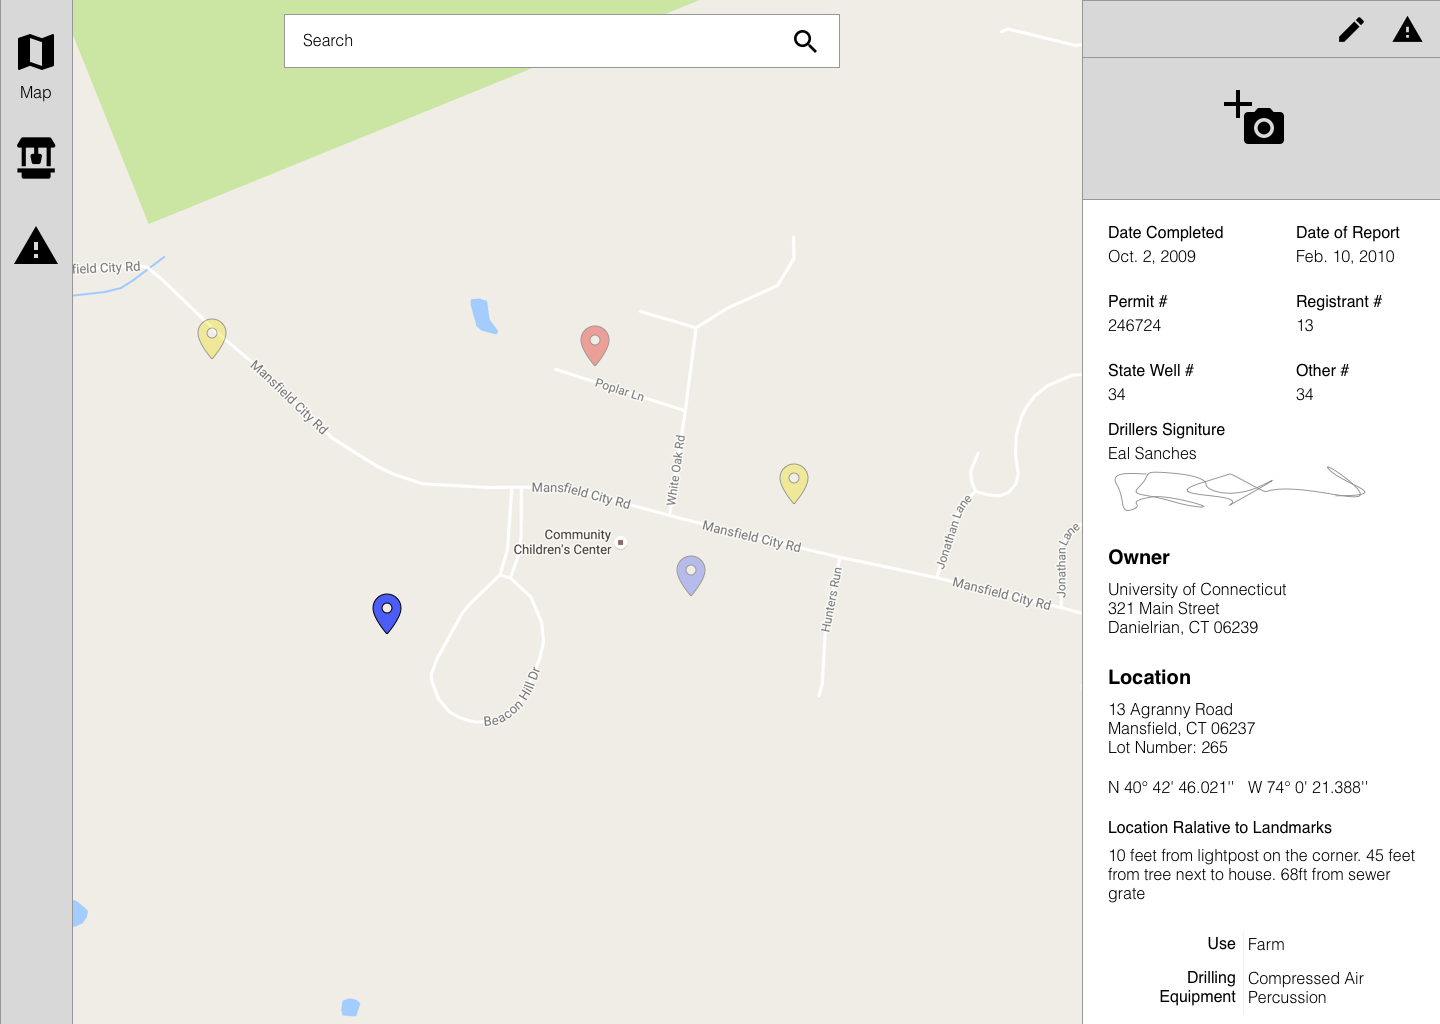 Map
Search
field City Rd
Mansfield City Rd
Poplar Ln
White Oak Rd
Mansfield City Rd
Mansfield City Rd
Community
Children's Center
Jonathan Lane
Jonathan Lane
Mansfield City Rd
Hunters Run
Beacon Hill Dr
Date Completed
Oct. 2, 2009
Date of Report
Feb. 10, 2010
Permit #
246724
Registrant #
13
State Well #
34
Other #
34
Drillers Signiture
Eal Sanches
Owner
University of Connecticut
321 Main Street
Danielrian, CT 06239
Location
13 Agranny Road
Mansfield, CT 06237
Lot Number: 265
N 40° 42' 46.021'' W 74° 0' 21.388''
Location Ralative to Landmarks
10 feet from lightpost on the corner. 45 feet
from tree next to house. 68ft from sewer
grate
Use Farm
Drilling Compressed Air
Equipment Percussion